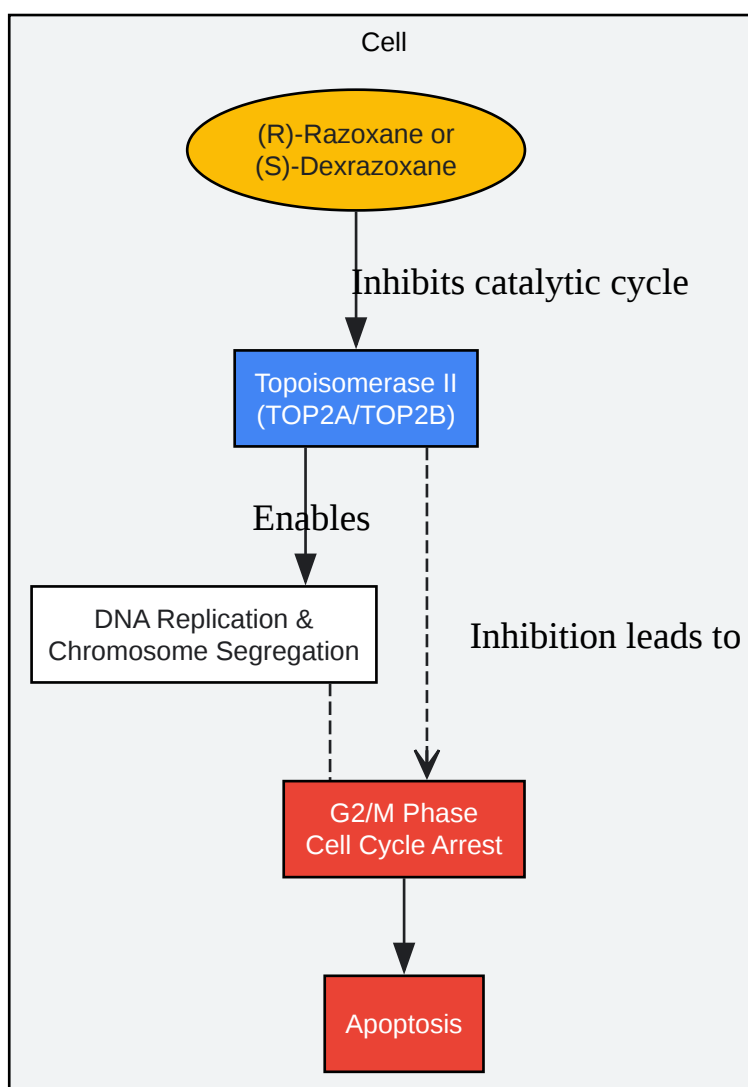 Cell
(R)-Razoxane or
(S)-Dexrazoxane
Inhibits catalytic cycle
Topoisomerase II
(TOP2A/TOP2B)
Enables
DNA Replication &
Chromosome Segregation
Inhibition leads to
G2/M Phase
Cell Cycle Arrest
Apoptosis